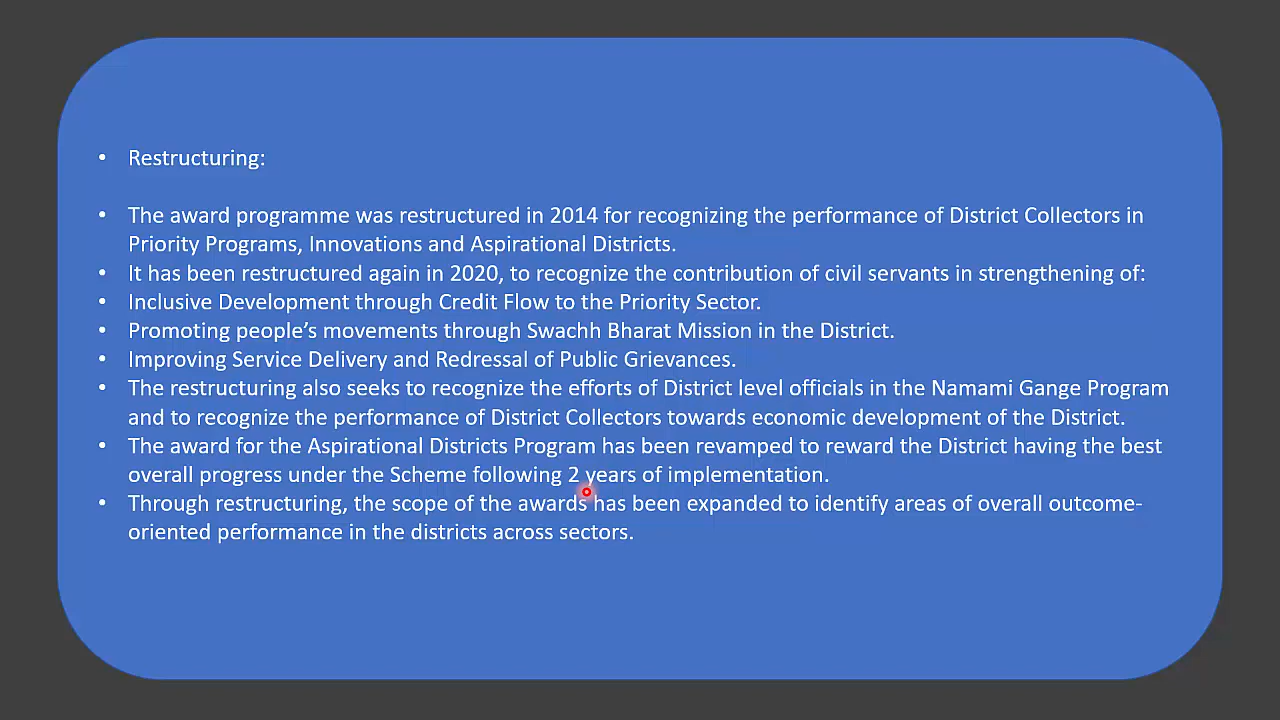 • Restructuring:
• The award programme was restructured in 2014 for recognizing the performance of District Collectors in
Priority Programs, Innovations and Aspirational Districts.
• It has been restructured again in 2020, to recognize the contribution of civil servants in strengthening of:
• Inclusive Development through Credit Flow to the Priority Sector.
• Promoting people’s movements through Swachh Bharat Mission in the District.
• Improving Service Delivery and Redressal of Public Grievances.
• The restructuring also seeks to recognize the efforts of District level officials in the Namami Gange Program
and to recognize the performance of District Collectors towards economic development of the District.
• The award for the Aspirational Districts Program has been revamped to reward the District having the best
overall progress under the Scheme following 2 years of implementation.
• Through restructuring, the scope of the awards has been expanded to identify areas of overall outcome-
oriented performance in the districts across sectors.